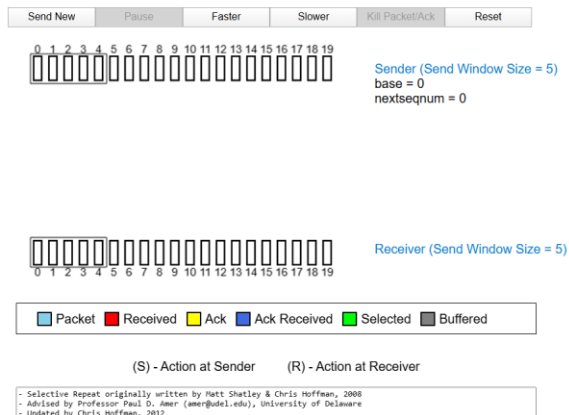 Send New Pause Faster Slower Kill Packet/Ack Reset
0 1 2 3 4 5 6 7 8 9 10 11 12 13 14 15 16 17 18 19
Sender (Send Window Size = 5)
base = 0
nextseqnum = 0
Receiver (Send Window Size = 5)
0 1 2 3 4 5 6 7 8 9 10 11 12 13 14 15 16 17 18 19
Packet Received Ack Ack Received Selected Buffered
(S) - Action at Sender (R) - Action at Receiver
- Selective Repeat originally written by Matt Shatley & Chris Hoffman, 2008
- Advised by Professor Paul D. Amer (amer@udel.edu), University of Delaware
- Updated by Chris Hoffman, 2012